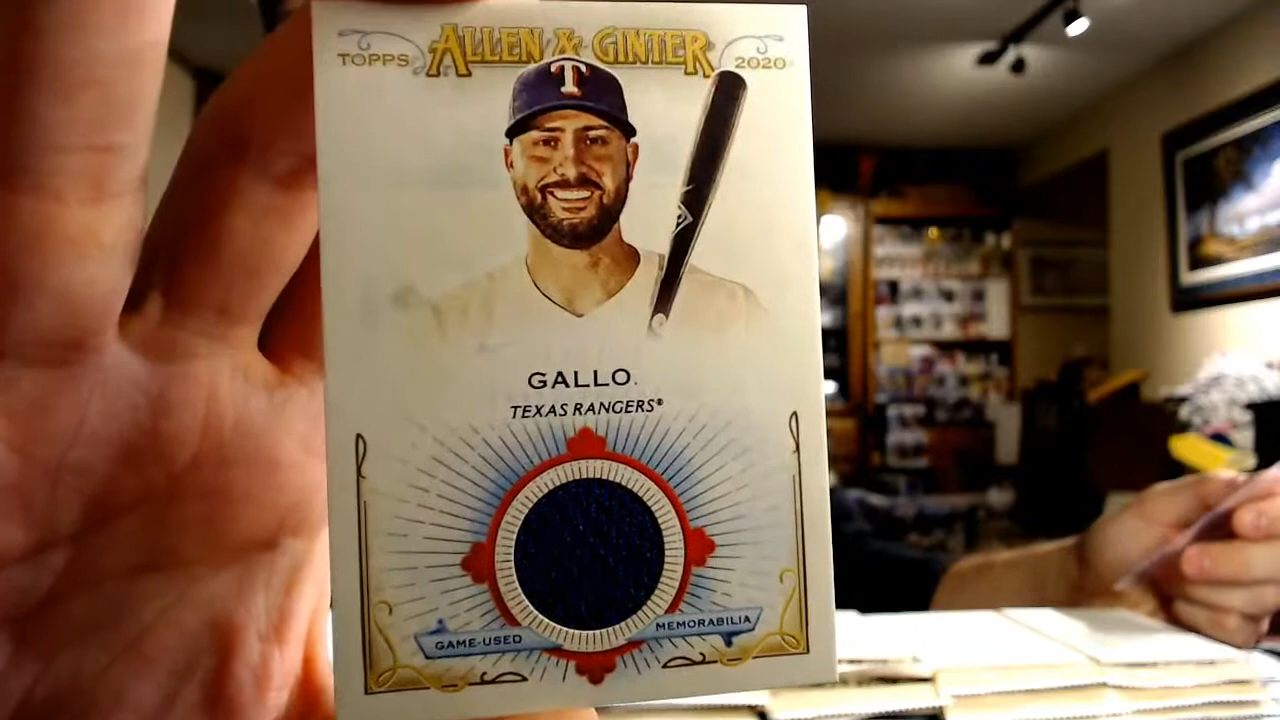 TOPPS ALLEN & GINTER 2020
T
GALLO
TEXAS RANGERS®
GAME-USED MEMORABILIA